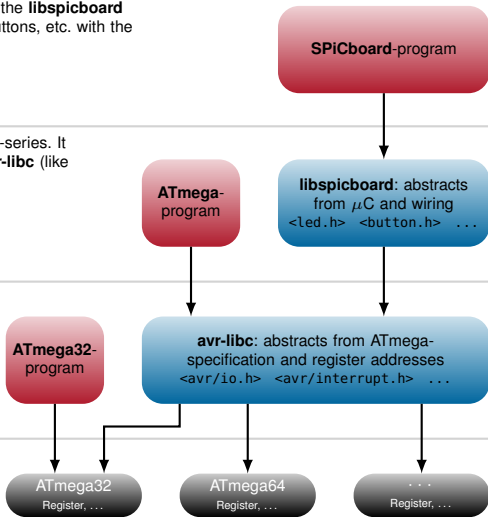 the libspicboard
uttons, etc. with the
SPiCboard-program
-series. It
r-libc (like
ATmega-
program
libspicboard: abstracts
from μC and wiring
<led.h> <button.h> ...
ATmega32-
program
avr-libc: abstracts from ATmega-
specification and register addresses
<avr/io.h> <avr/interrupt.h> ...
ATmega32
Register, ...
ATmega64
Register, ...
...
Register, ...